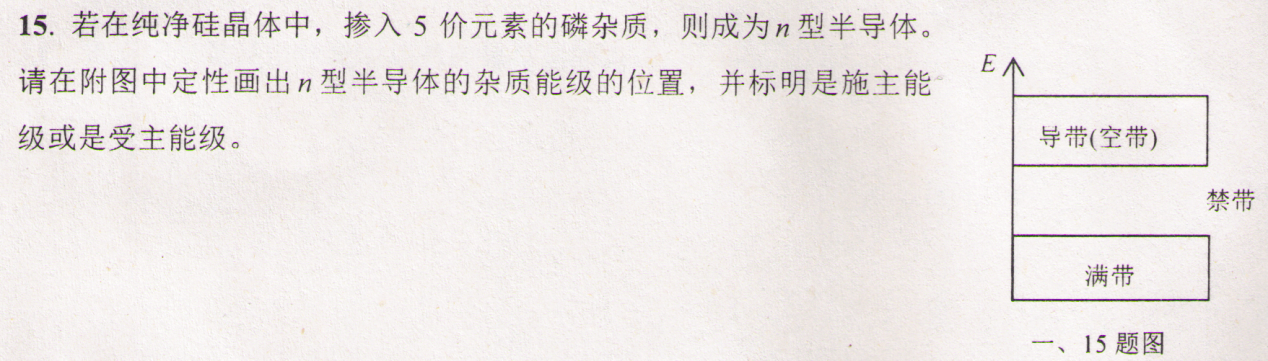 15. 若在纯净硅晶体中，掺入 5 价元素的磷杂质，则成为 n 型半导体。
请在附图中定性画出 n 型半导体的杂质能级的位置，并标明是施主能
级或是受主能级。
E
导带(空带)
禁带
满带
一、15 题图